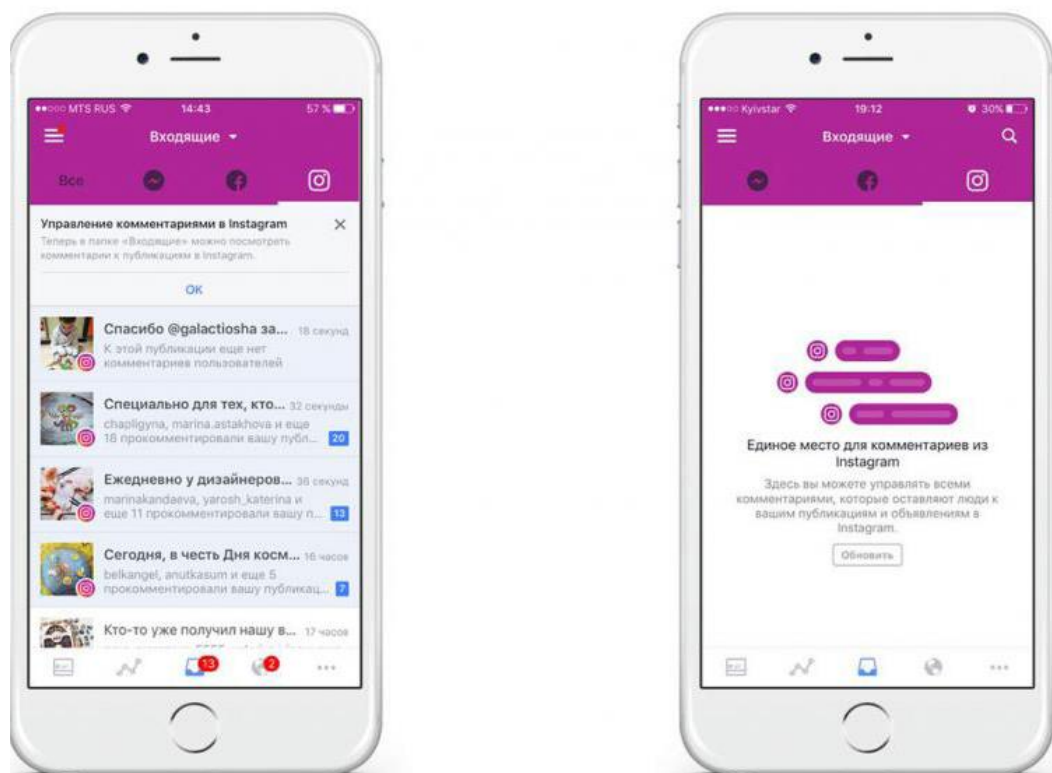 MTS RUS 14:43 57 %
Входящие
Все
Управление комментариями в Instagram
Теперь в папке «Входящие» можно посмотреть
комментарии к публикациям в Instagram.
OK
Спасибо @galactiosha за... 18 секунд
К этой публикации еще нет
комментариев пользователей
Специально для тех, кто... 32 секунды
chapligyna, marina.astakhova и еще
18 прокомментировали вашу публ... 20
Ежедневно у дизайнеров... 36 секунд
marinakandaeva, yarosh_katerina и
еще 11 прокомментировали вашу п... 13
Сегодня, в честь Дня косм... 16 часов
belkangel, anutkasum и еще 5
прокомментировали вашу публикац... 7
Кто-то уже получил нашу в... 17 часов
13 2
Kyivstar 19:12 30%
Входящие
Единое место для комментариев из
Instagram
Здесь вы можете управлять всеми
комментариями, которые оставляют люди к
вашим публикациям и объявлениям в
Instagram.
Обновить